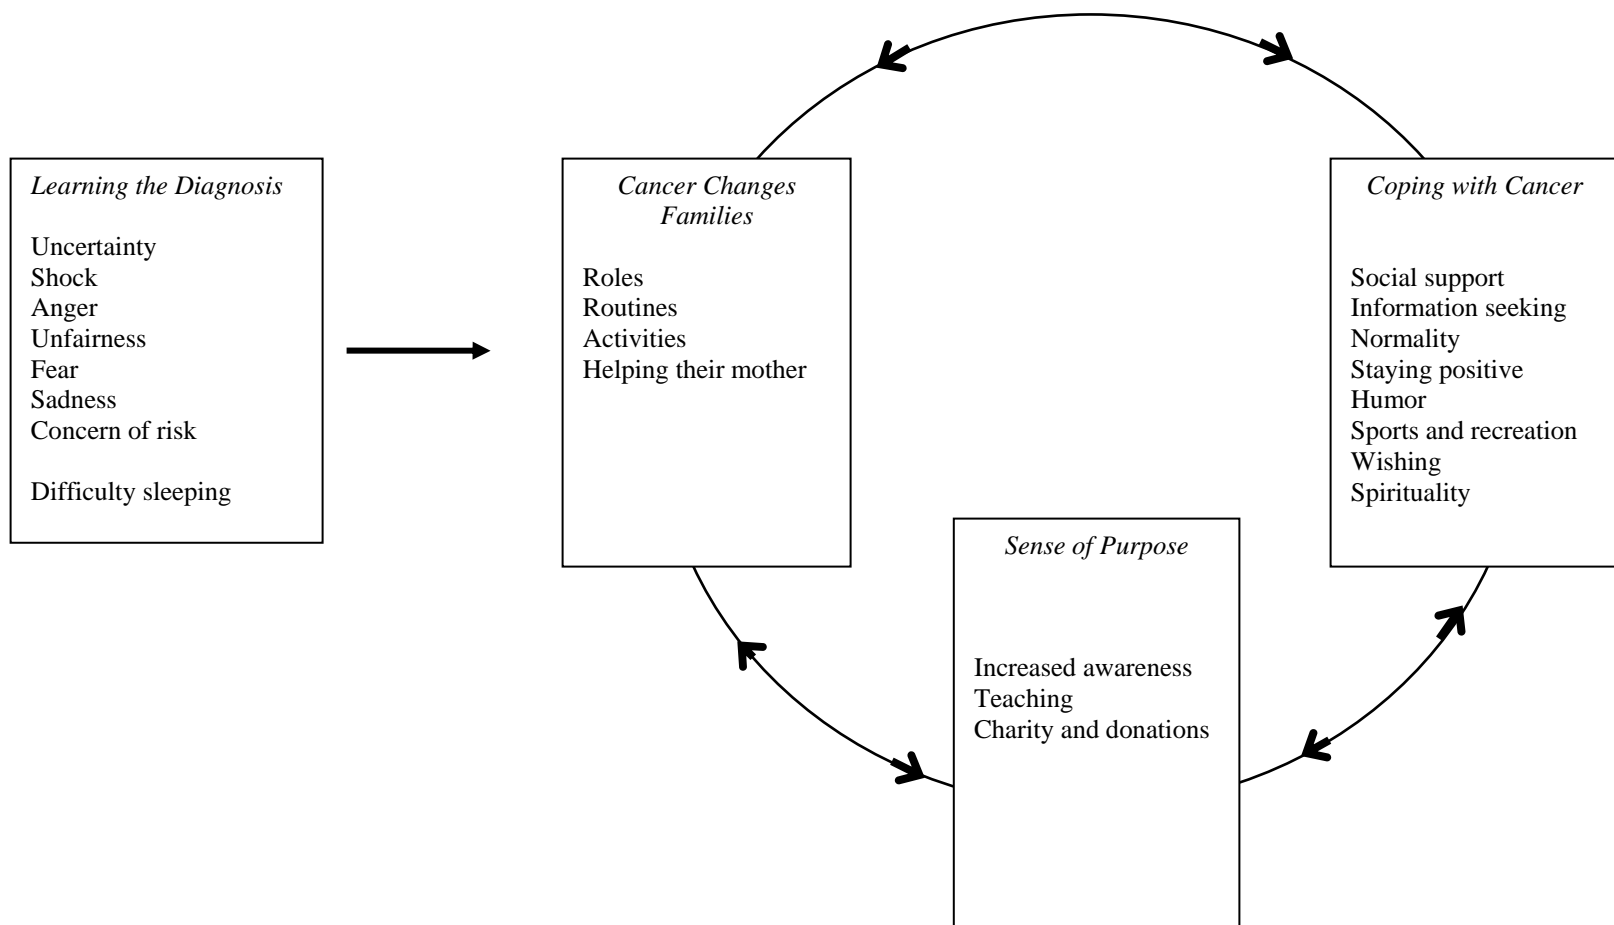 Learning the Diagnosis
Uncertainty
Shock
Anger
Unfairness
Fear
Sadness
Concern of risk
Difficulty sleeping
Cancer Changes
Families
Roles
Routines
Activities
Helping their mother
Coping with Cancer
Social support
Information seeking
Normality
Staying positive
Humor
Sports and recreation
Wishing
Spirituality
Sense of Purpose
Increased awareness
Teaching
Charity and donations